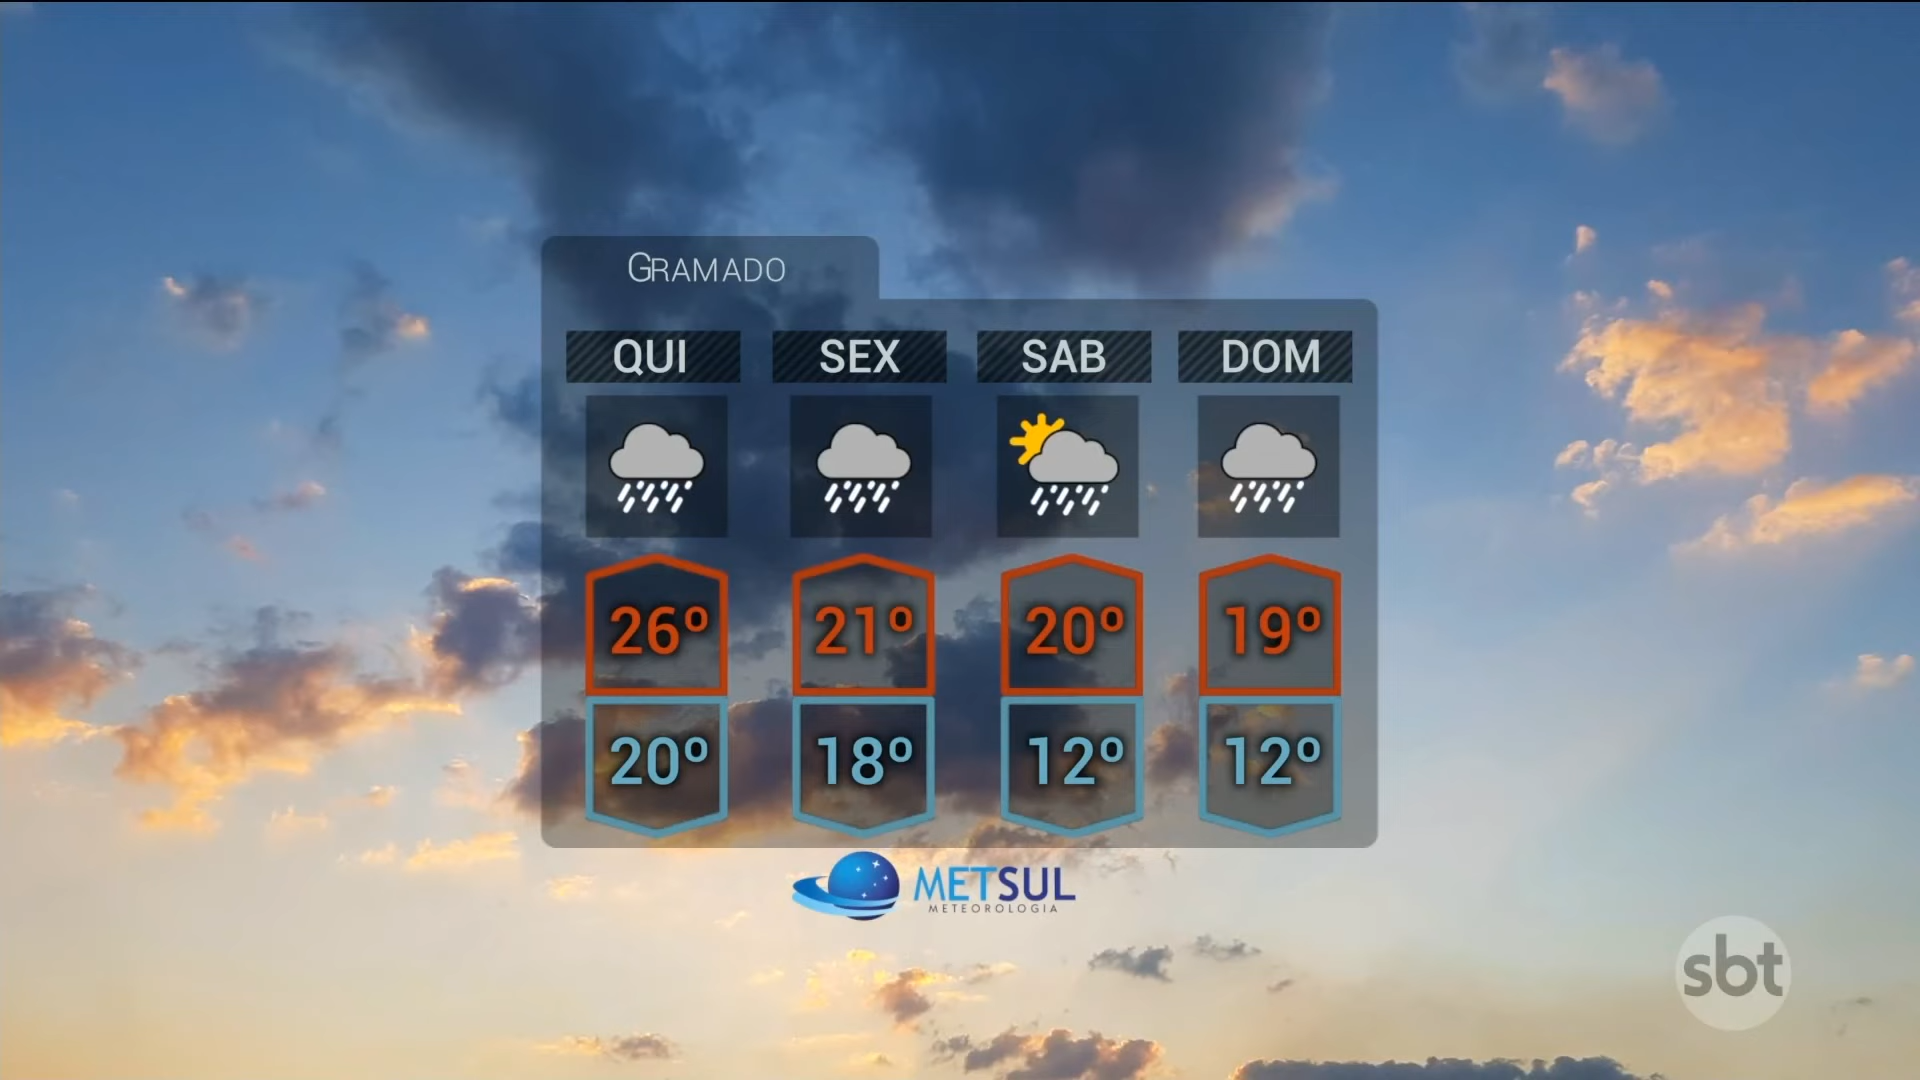 GRAMADO
QUI SEX SAB DOM
26º 21º 20º 19º
20º 18º 12º 12º
METSUL
METEOROLOGIA
sbt